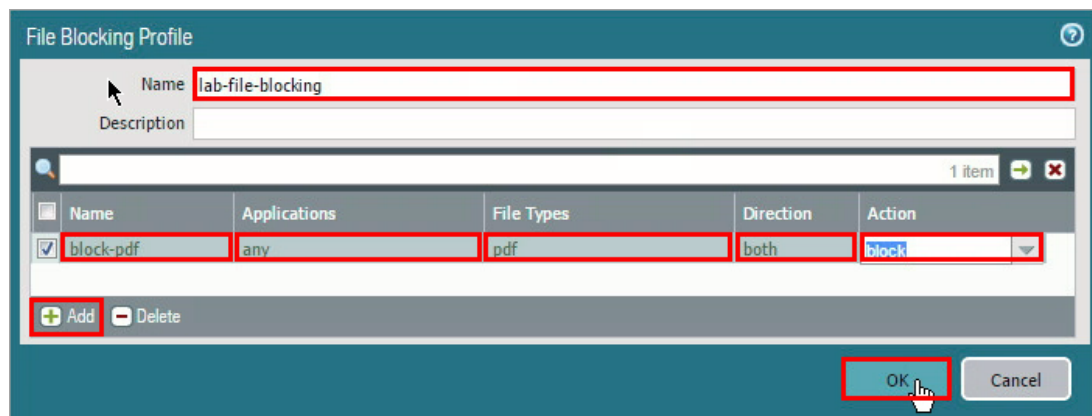 File Blocking Profile
Name lab-file-blocking
Description
1 item
Name Applications File Types Direction Action
block-pdf any pdf both block
Add Delete
OK Cancel